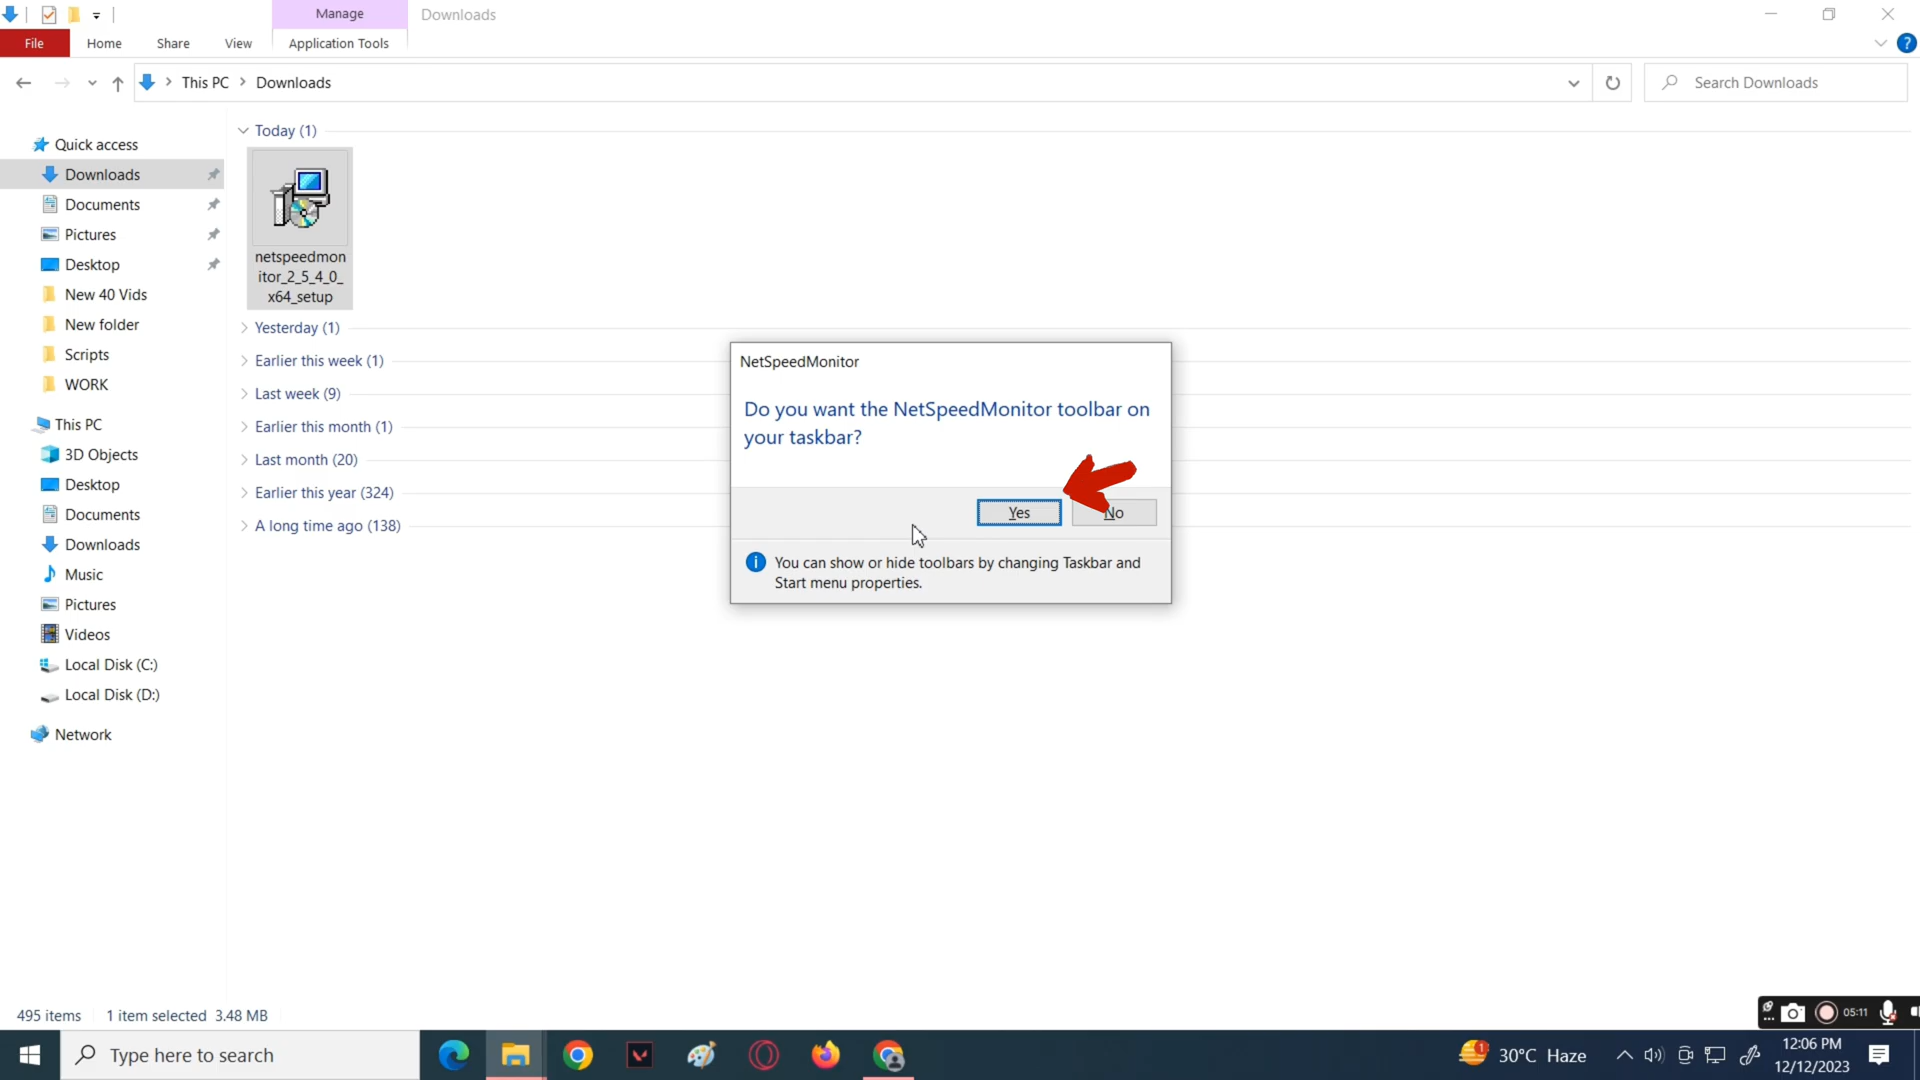 Manage
Downloads
File
Home
Share
View
Application Tools
This PC
Downloads
Search Downloads
Quick access
Downloads
Documents
Pictures
Desktop
New 40 Vids
New folder
Scripts
WORK
This PC
3D Objects
Desktop
Documents
Downloads
Music
Pictures
Videos
Local Disk (C:)
Local Disk (D:)
Network
Today (1)
netspeedmon
itor_2_5_4_0_
x64_setup
Yesterday (1)
Earlier this week (1)
Last week (9)
Earlier this month (1)
Last month (20)
Earlier this year (324)
A long time ago (138)
NetSpeedMonitor
Do you want the NetSpeedMonitor toolbar on
your taskbar?
Yes
No
You can show or hide toolbars by changing Taskbar and
Start menu properties.
495 items
1 item selected 3.48 MB
05:11
Type here to search
1
30°C Haze
12:06 PM
12/12/2023